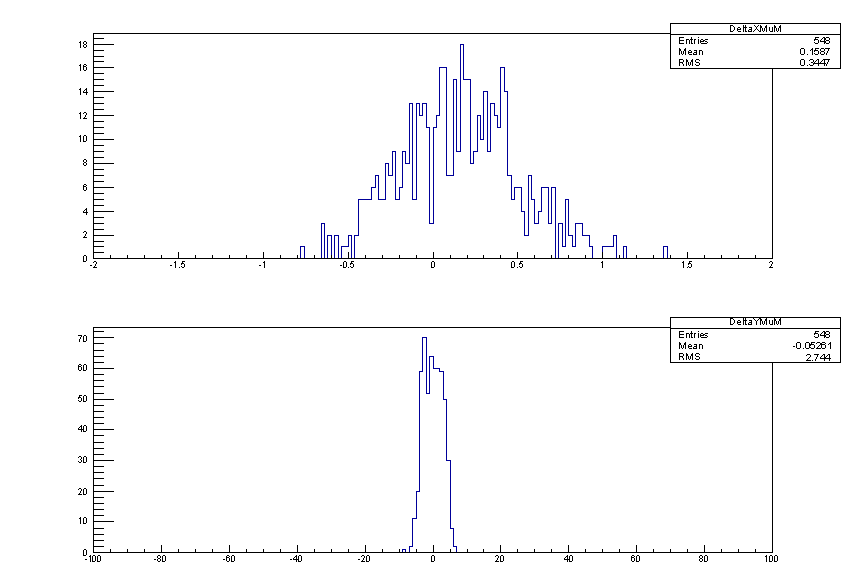 DeltaXMuM
Entries 548
Mean 0.1587
RMS 0.3447
18
16
14
12
10
8
6
4
2
0
-2 -1.5 -1 -0.5 0 0.5 1 1.5 2
DeltaYMuM
Entries 548
Mean -0.05261
RMS 2.744
70
60
50
40
30
20
10
0
-100 -80 -60 -40 -20 0 20 40 60 80 100